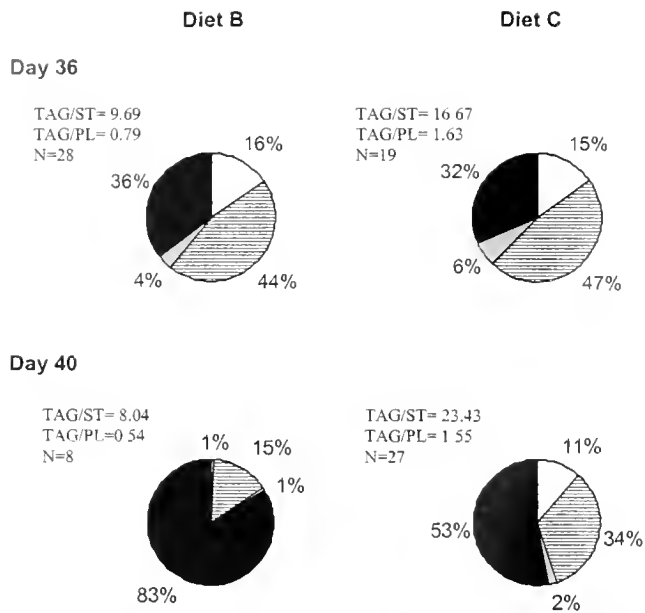 Diet B Diet C
Day 36
TAG/ST= 9.69
TAG/PL= 0.79
N=28
16%
36%
4%
44%
TAG/ST= 16 67
TAG/PL= 1.63
N=19
15%
32%
6%
47%
Day 40
TAG/ST= 8.04
TAG/PL=0 54
N=8
1%
15%
1%
83%
TAG/ST= 23.43
TAG/PL= 1 55
N=27
11%
53%
34%
2%